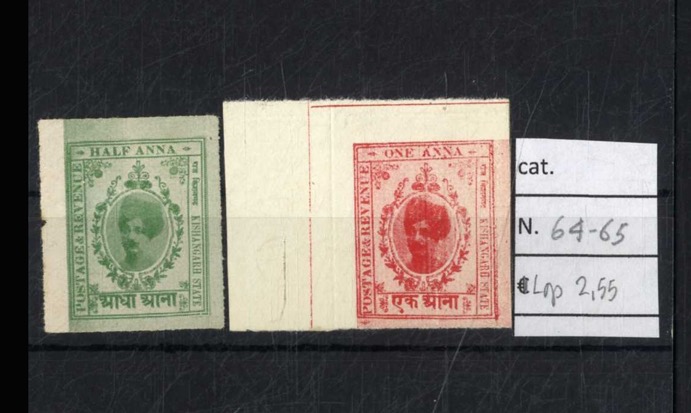 HALF ANNA
POSTAGE & REVENUE
KISHANGARH STATE
आधा आना
ONE ANNA
POSTAGE & REVENUE
KISHANGARH STATE
एक आना
cat.
N. 64-65
€ 2,55